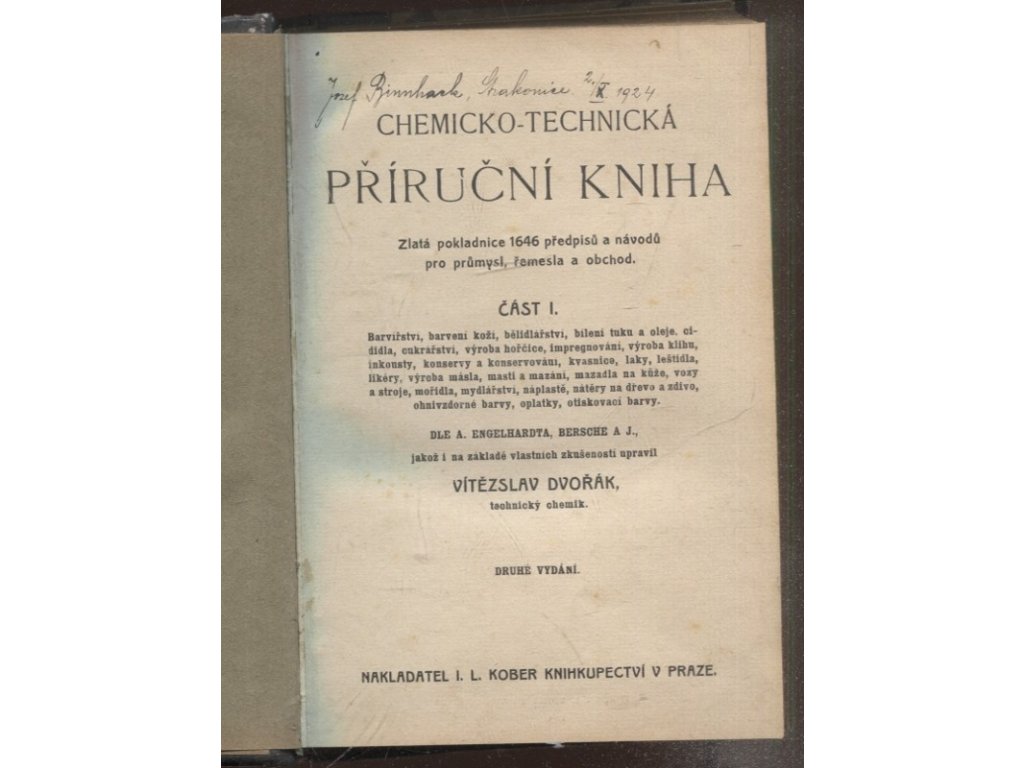 Josef , Strakonice 2./X 1924
CHEMICKO-TECHNICKÁ
PŘÍRUČNÍ KNIHA
Zlatá pokladnice 1646 předpisů a návodů
pro průmysl, řemesla a obchod.
ČÁST I.
Barvířství, barvení koží, bělidlářství, bílení tuku a oleje, ci-
didla, cukrářství, výroba hořčice, impregnování, výroba klihu,
inkousty, konservy a konservování, kvasnice, laky, leštidla,
likéry, výroba másla, masti a mazání, mazadla na kůže, vozy
a stroje, mořidla, mydlářství, náplastě, nátěry na dřevo a zdivo,
ohnivzdorné barvy, oplatky, otiskovací barvy.
DLE A. ENGELHARDTA, BERSCHE A J.,
jakož i na základě vlastních zkušeností upravil
VÍTĚZSLAV DVOŘÁK,
technický chemik.
DRUHÉ VYDÁNÍ.
NAKLADATEL I. L. KOBER KNIHKUPECTVÍ V PRAZE.